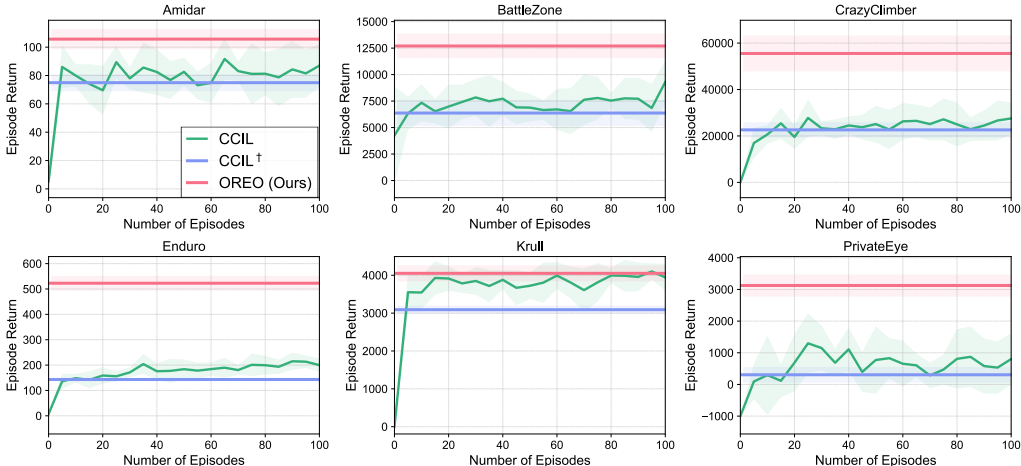 Amidar
Episode Return
100
80
60
40
20
0
0 20 40 60 80 100
Number of Episodes
CCIL
CCIL†
OREO (Ours)
BattleZone
Episode Return
15000
12500
10000
7500
5000
2500
0
0 20 40 60 80 100
Number of Episodes
CrazyClimber
Episode Return
60000
40000
20000
0
0 20 40 60 80 100
Number of Episodes
Enduro
Episode Return
600
500
400
300
200
100
0
0 20 40 60 80 100
Number of Episodes
Krull
Episode Return
4000
3000
2000
1000
0
0 20 40 60 80 100
Number of Episodes
PrivateEye
Episode Return
4000
3000
2000
1000
0
−1000
0 20 40 60 80 100
Number of Episodes